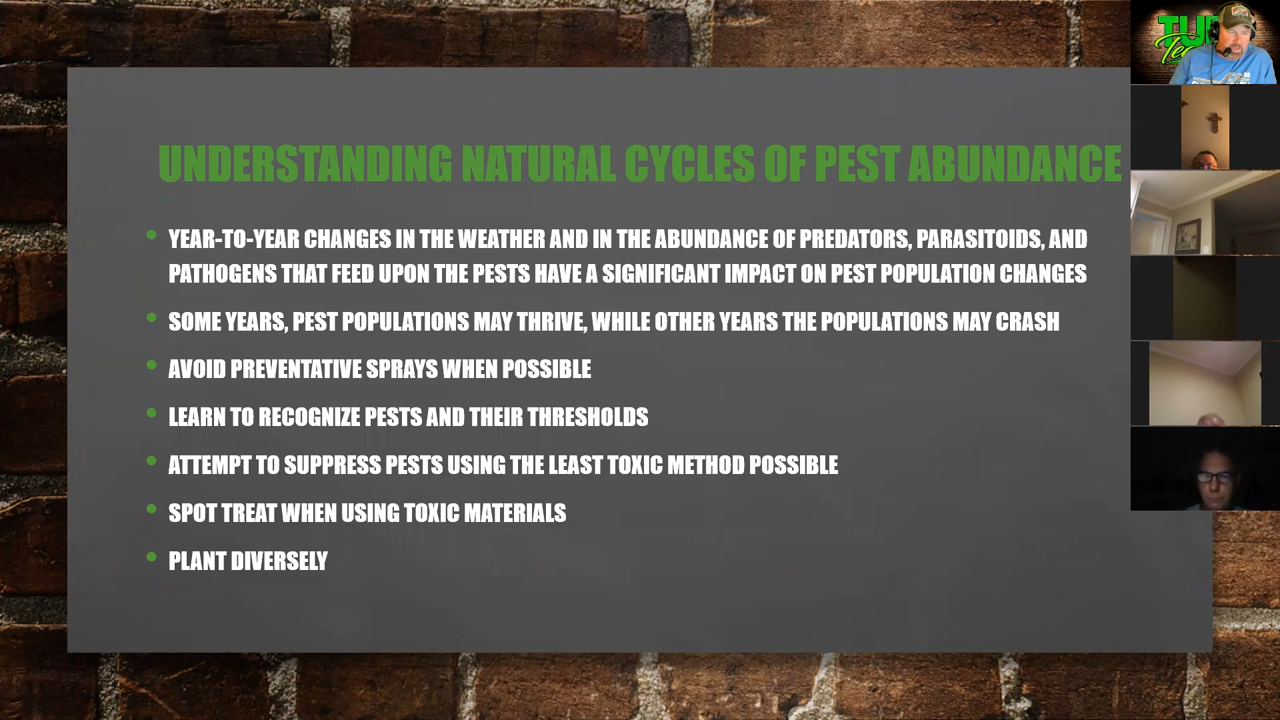 UNDERSTANDING NATURAL CYCLES OF PEST ABUNDANCE
• YEAR-TO-YEAR CHANGES IN THE WEATHER AND IN THE ABUNDANCE OF PREDATORS, PARASITOIDS, AND
PATHOGENS THAT FEED UPON THE PESTS HAVE A SIGNIFICANT IMPACT ON PEST POPULATION CHANGES
• SOME YEARS, PEST POPULATIONS MAY THRIVE, WHILE OTHER YEARS THE POPULATIONS MAY CRASH
• AVOID PREVENTATIVE SPRAYS WHEN POSSIBLE
• LEARN TO RECOGNIZE PESTS AND THEIR THRESHOLDS
• ATTEMPT TO SUPPRESS PESTS USING THE LEAST TOXIC METHOD POSSIBLE
• SPOT TREAT WHEN USING TOXIC MATERIALS
• PLANT DIVERSELY